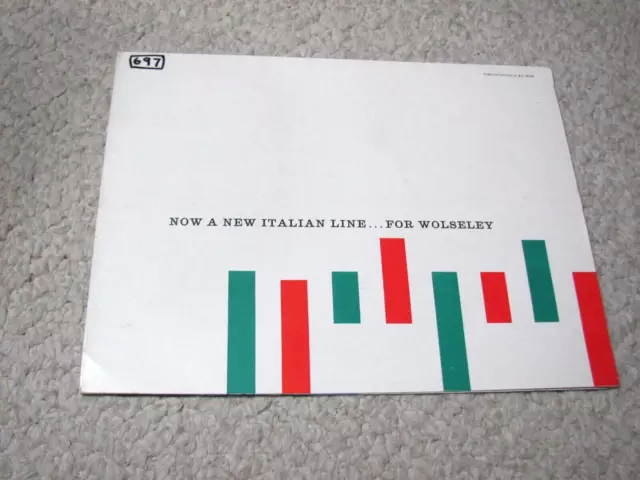 697
NOW A NEW ITALIAN LINE...FOR WOLSELEY